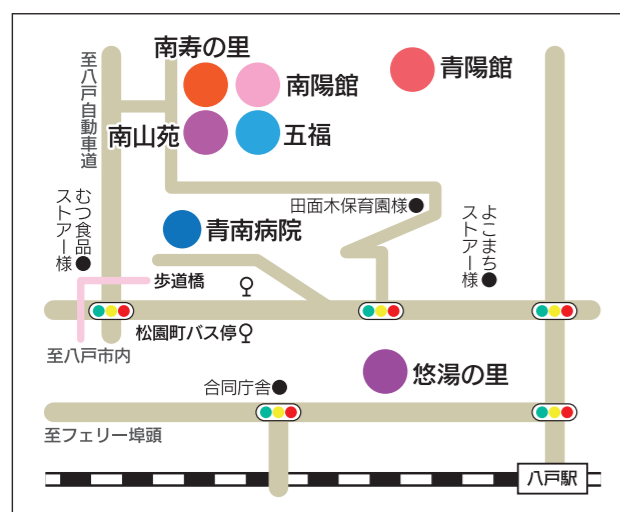 南寿の里
至八戸自動車道
南陽館
青陽館
南山苑
五福
田面木保育園様
むつ食品
ストアー様
よこまち
ストアー様
青南病院
歩道橋
松園町バス停
至八戸市内
悠湯の里
合同庁舎
至フェリー埠頭
八戸駅